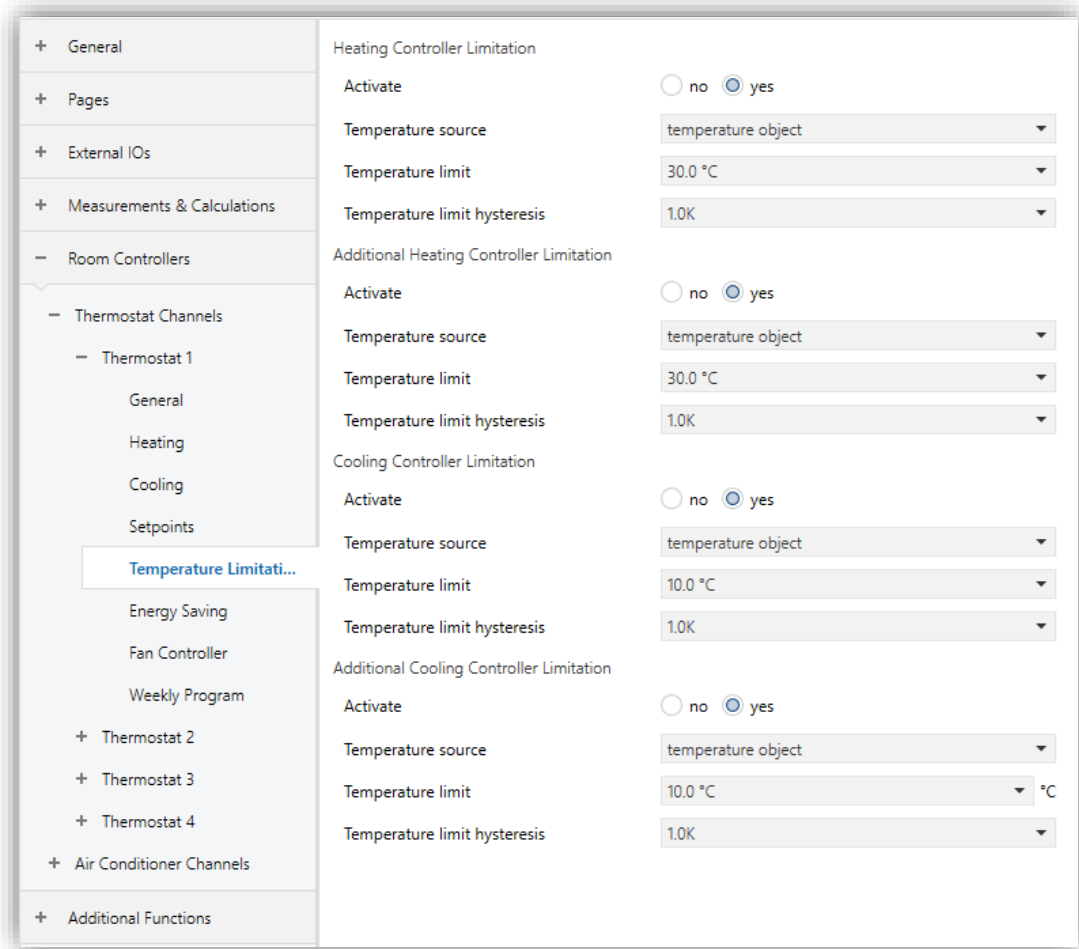 General
Pages
External IOs
Measurements & Calculations
Room Controllers
Thermostat Channels
Thermostat 1
General
Heating
Cooling
Setpoints
Temperature Limitati...
Energy Saving
Fan Controller
Weekly Program
Thermostat 2
Thermostat 3
Thermostat 4
Air Conditioner Channels
Additional Functions
Heating Controller Limitation
Activate no yes
Temperature source temperature object
Temperature limit 30.0 °C
Temperature limit hysteresis 1.0K
Additional Heating Controller Limitation
Activate no yes
Temperature source temperature object
Temperature limit 30.0 °C
Temperature limit hysteresis 1.0K
Cooling Controller Limitation
Activate no yes
Temperature source temperature object
Temperature limit 10.0 °C
Temperature limit hysteresis 1.0K
Additional Cooling Controller Limitation
Activate no yes
Temperature source temperature object
Temperature limit 10.0 °C °C
Temperature limit hysteresis 1.0K